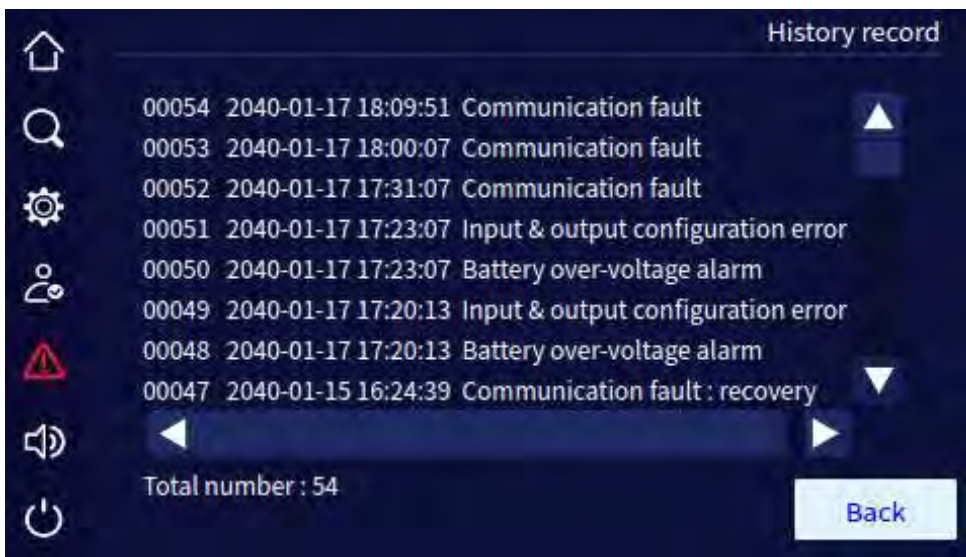 History record
00054 2040-01-17 18:09:51 Communication fault
00053 2040-01-17 18:00:07 Communication fault
00052 2040-01-17 17:31:07 Communication fault
00051 2040-01-17 17:23:07 Input & output configuration error
00050 2040-01-17 17:23:07 Battery over-voltage alarm
00049 2040-01-17 17:20:13 Input & output configuration error
00048 2040-01-17 17:20:13 Battery over-voltage alarm
00047 2040-01-15 16:24:39 Communication fault : recovery
Total number : 54
Back